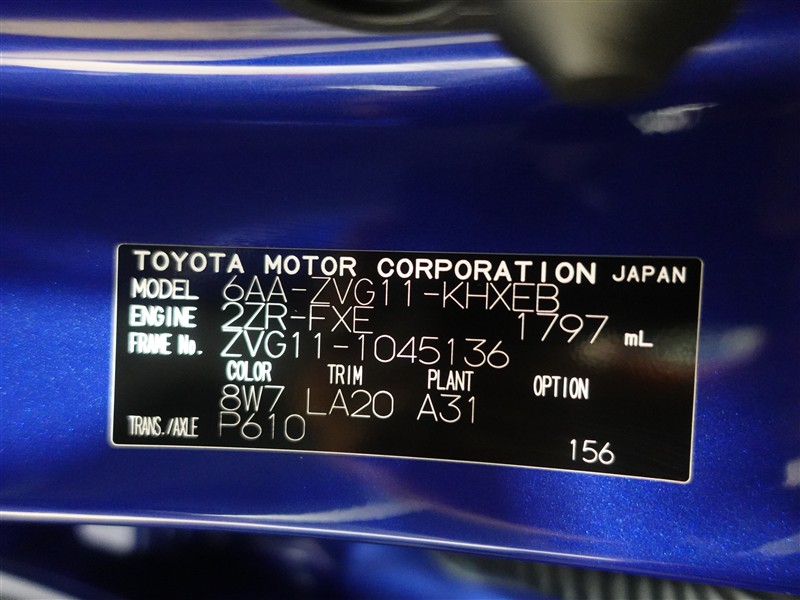 TOYOTA MOTOR CORPORATION JAPAN
MODEL 6AA-ZVG11-KHXEB
ENGINE 2ZR-FXE 1797 mL
FRAME No. ZVG11-1045136
COLOR TRIM PLANT OPTION
8W7 LA20 A31
TRANS./AXLE P610
156